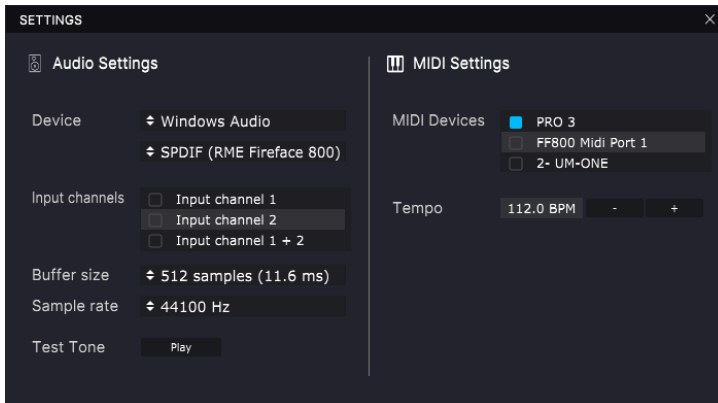 SETTINGS
Audio Settings
Device
Windows Audio
SPDIF (RME Fireface 800)
Input channels
Input channel 1
Input channel 2
Input channel 1 + 2
Buffer size
512 samples (11.6 ms)
Sample rate
44100 Hz
Test Tone
Play
MIDI Settings
MIDI Devices
PRO 3
FF800 Midi Port 1
2- UM-ONE
Tempo
112.0 BPM - +